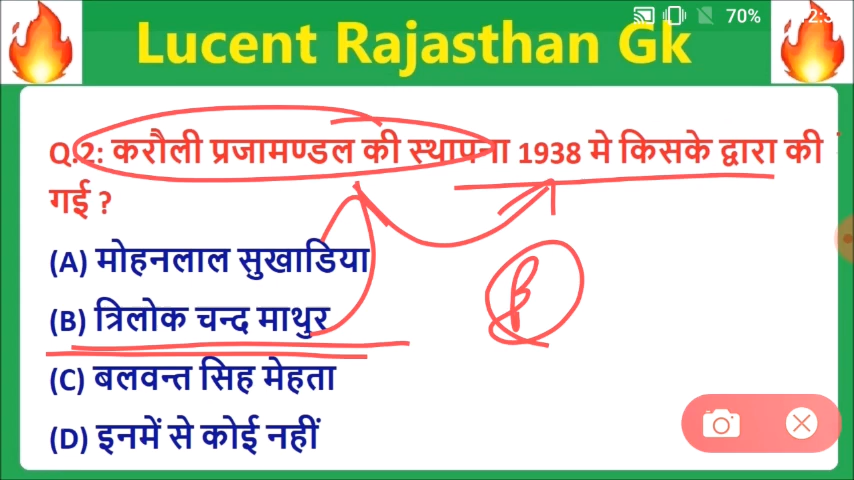 70%
Lucent Rajasthan Gk
Q.2: करौली प्रजामण्डल की स्थापना 1938 मे किसके द्वारा की
गई ?
(A) मोहनलाल सुखाडिया
(B) त्रिलोक चन्द माथुर
(C) बलवन्त सिह मेहता
(D) इनमें से कोई नहीं